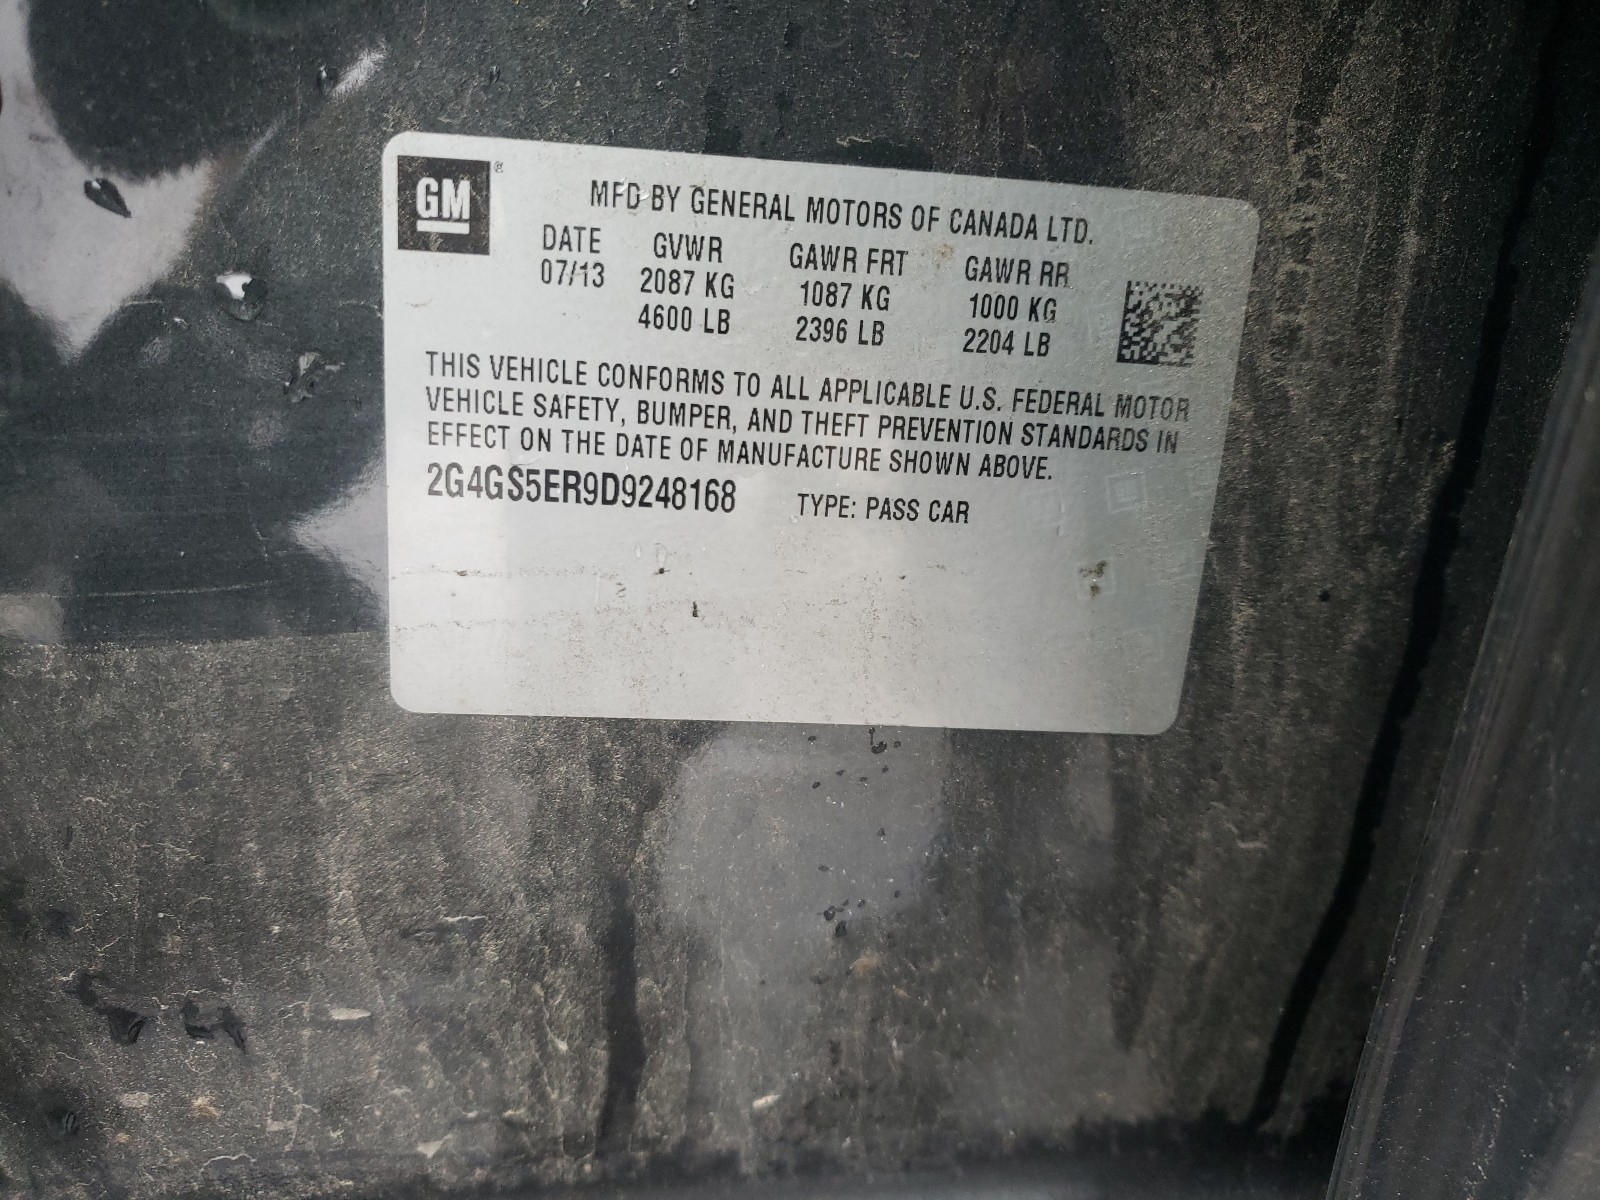 GM ®
MFD BY GENERAL MOTORS OF CANADA LTD.
DATE GVWR GAWR FRT GAWR RR
07/13 2087 KG 1087 KG 1000 KG
4600 LB 2396 LB 2204 LB
THIS VEHICLE CONFORMS TO ALL APPLICABLE U.S. FEDERAL MOTOR
VEHICLE SAFETY, BUMPER, AND THEFT PREVENTION STANDARDS IN
EFFECT ON THE DATE OF MANUFACTURE SHOWN ABOVE.
2G4GS5ER9D9248168 TYPE: PASS CAR